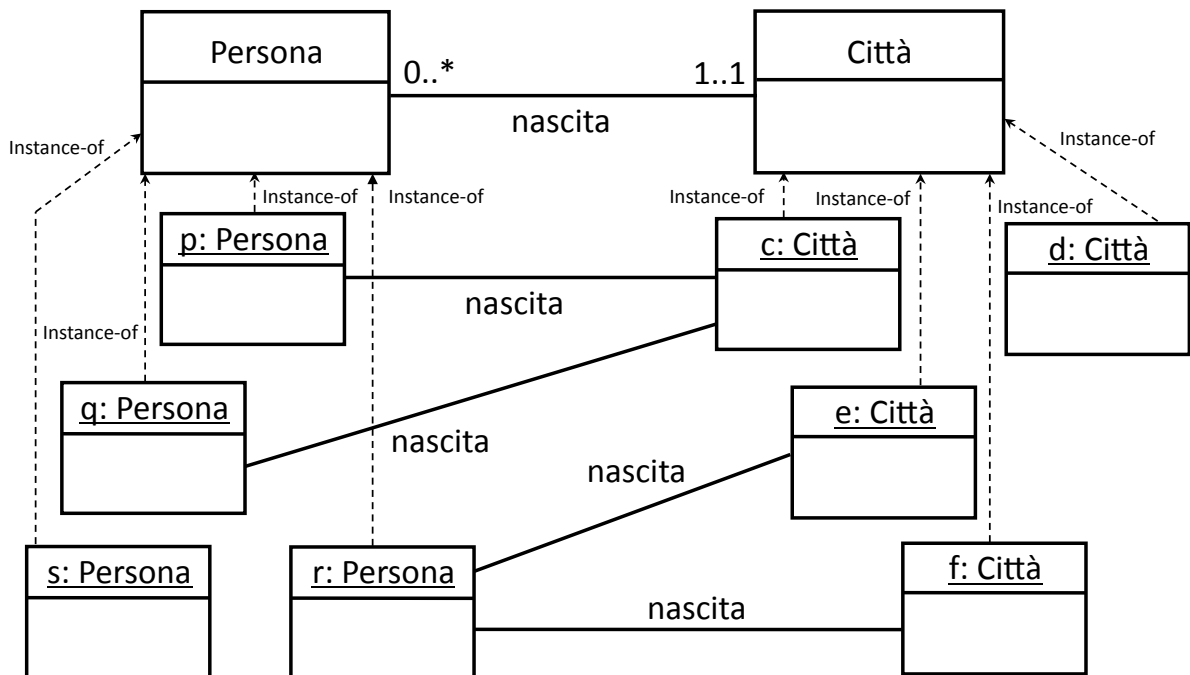 Persona
Città
0..*
1..1
nascita
Instance-of
Instance-of
Instance-of
Instance-of
Instance-of
Instance-of
Instance-of
Instance-of
p: Persona
c: Città
d: Città
nascita
q: Persona
e: Città
nascita
nascita
s: Persona
r: Persona
f: Città
nascita